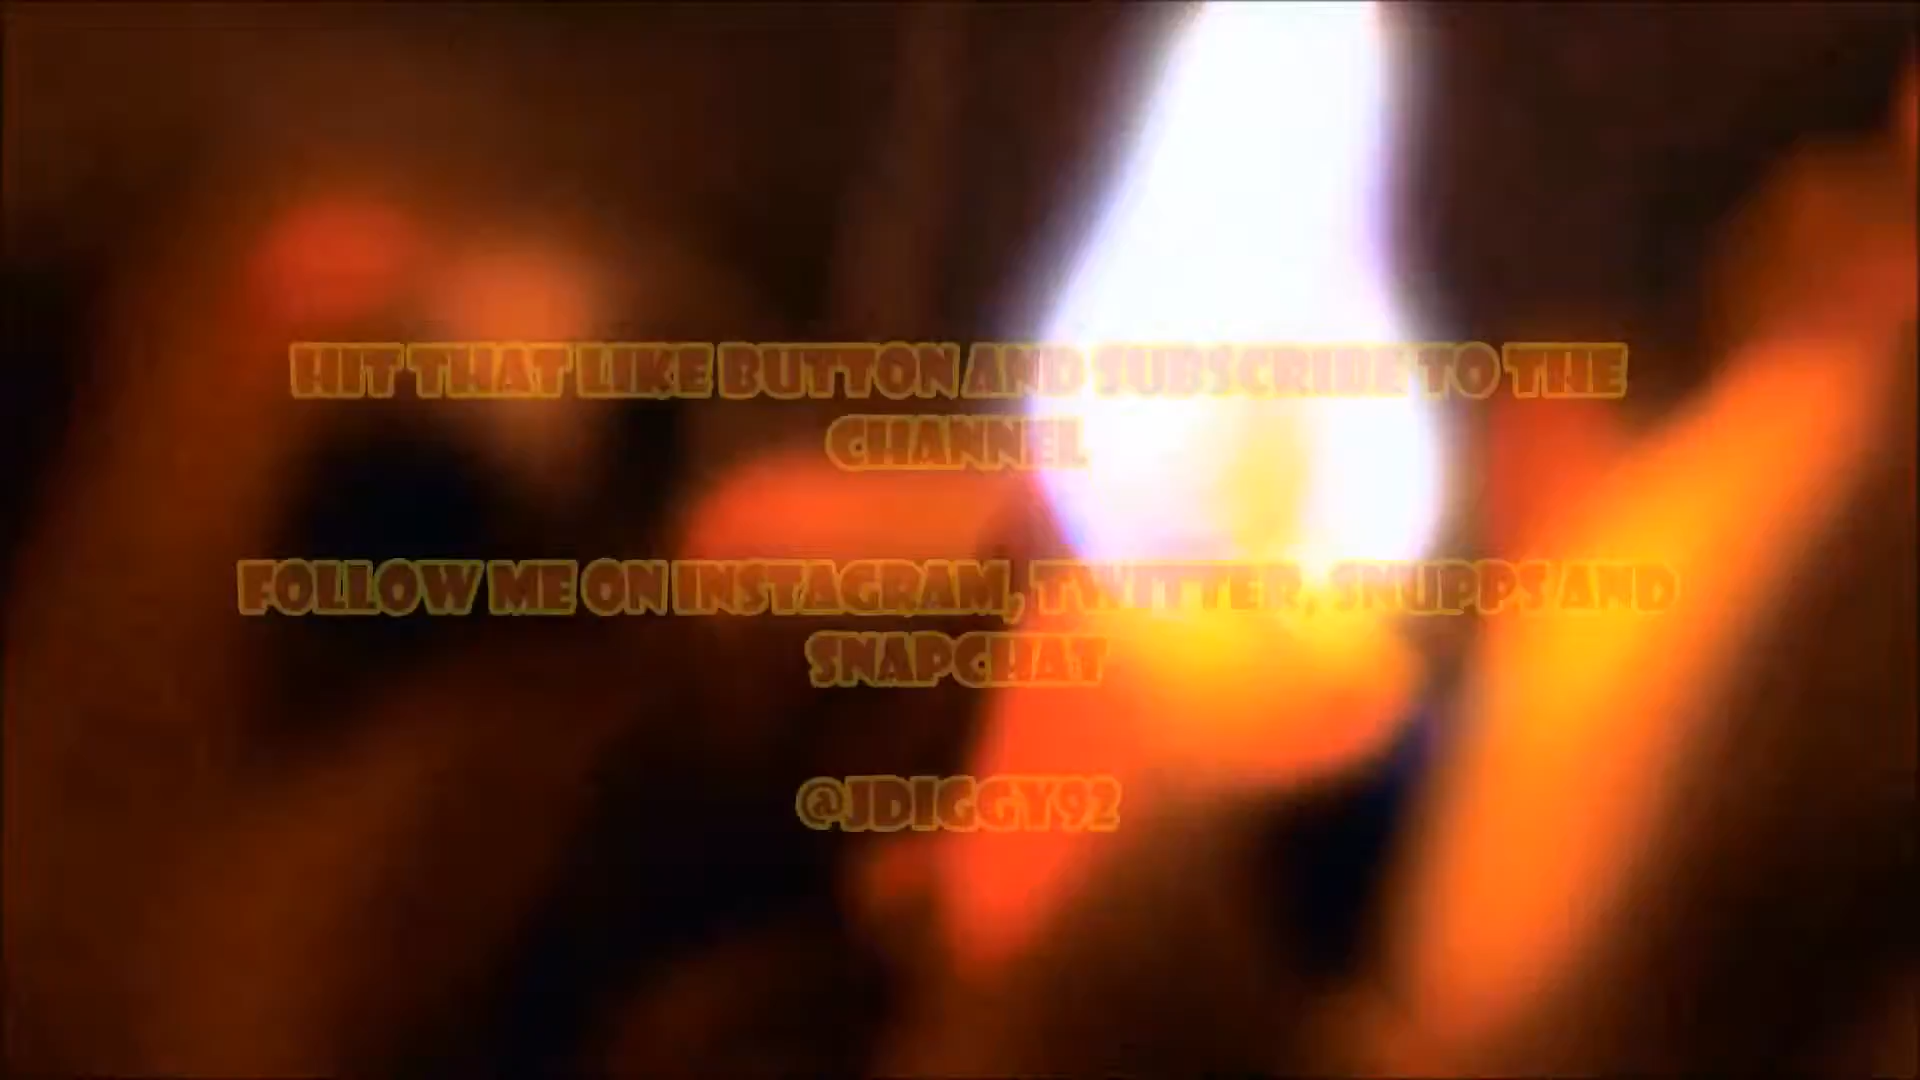 HIT THAT LIKE BUTTON AND SUBSCRIBE TO THE
CHANNEL
FOLLOW ME ON INSTAGRAM, TWITTER, SNUPPS AND
SNAPCHAT
@JDIGGY92